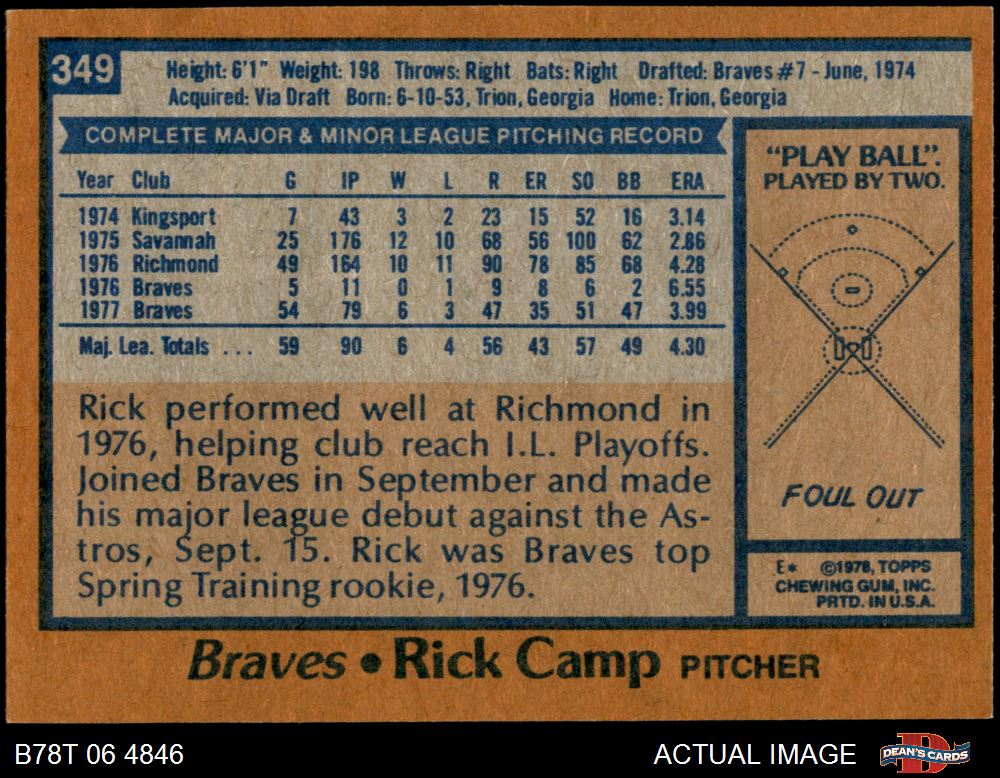 349
Height: 6'1" Weight: 198 Throws: Right Bats: Right Drafted: Braves #7 - June, 1974
Acquired: Via Draft Born: 6-10-53, Trion, Georgia Home: Trion, Georgia
COMPLETE MAJOR & MINOR LEAGUE PITCHING RECORD
Year Club G IP W L R ER SO BB ERA
1974 Kingsport 7 43 3 2 23 15 52 16 3.14
1975 Savannah 25 176 12 10 68 56 100 62 2.86
1976 Richmond 49 164 10 11 90 78 85 68 4.28
1976 Braves 5 11 0 1 9 8 6 2 6.55
1977 Braves 54 79 6 3 47 35 51 47 3.99
Maj. Lea. Totals ... 59 90 6 4 56 43 57 49 4.30
Rick performed well at Richmond in
1976, helping club reach I.L. Playoffs.
Joined Braves in September and made
his major league debut against the As-
tros, Sept. 15. Rick was Braves top
Spring Training rookie, 1976.
"PLAY BALL".
PLAYED BY TWO.
FOUL OUT
E* ©1978, TOPPS
CHEWING GUM, INC.
PRTD. IN U.S.A.
Braves • Rick Camp PITCHER
B78T 06 4846
ACTUAL IMAGE
D
DEAN'S CARDS